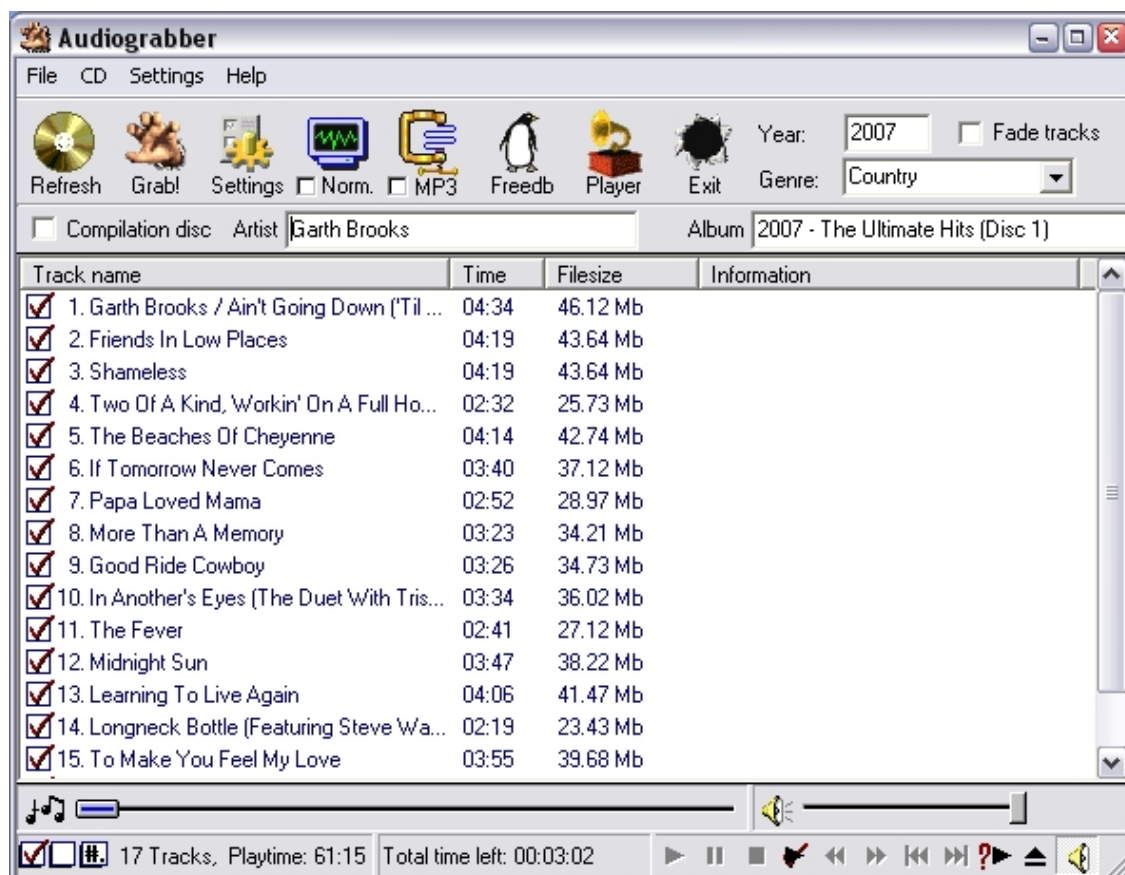 Audiograbber
File CD Settings Help
Refresh Grab! Settings Norm. MP3 Freedb Player Exit
Year: 2007 Fade tracks
Genre: Country
Compilation disc Artist Garth Brooks Album 2007 - The Ultimate Hits (Disc 1)
Track name Time Filesize Information
1. Garth Brooks / Ain't Going Down ('Til ... 04:34 46.12 Mb
2. Friends In Low Places 04:19 43.64 Mb
3. Shameless 04:19 43.64 Mb
4. Two Of A Kind, Workin' On A Full Ho... 02:32 25.73 Mb
5. The Beaches Of Cheyenne 04:14 42.74 Mb
6. If Tomorrow Never Comes 03:40 37.12 Mb
7. Papa Loved Mama 02:52 28.97 Mb
8. More Than A Memory 03:23 34.21 Mb
9. Good Ride Cowboy 03:26 34.73 Mb
10. In Another's Eyes (The Duet With Tris... 03:34 36.02 Mb
11. The Fever 02:41 27.12 Mb
12. Midnight Sun 03:47 38.22 Mb
13. Learning To Live Again 04:06 41.47 Mb
14. Longneck Bottle (Featuring Steve Wa... 02:19 23.43 Mb
15. To Make You Feel My Love 03:55 39.68 Mb
#. 17 Tracks, Playtime: 61:15 Total time left: 00:03:02 ?